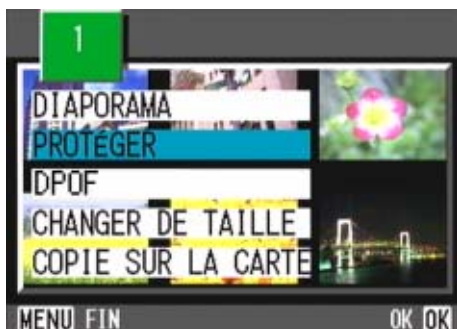 1
DIAPORAMA
PROTÉGER
DPOF
CHANGER DE TAILLE
COPIE SUR LA CARTE
MENU FIN OK OK